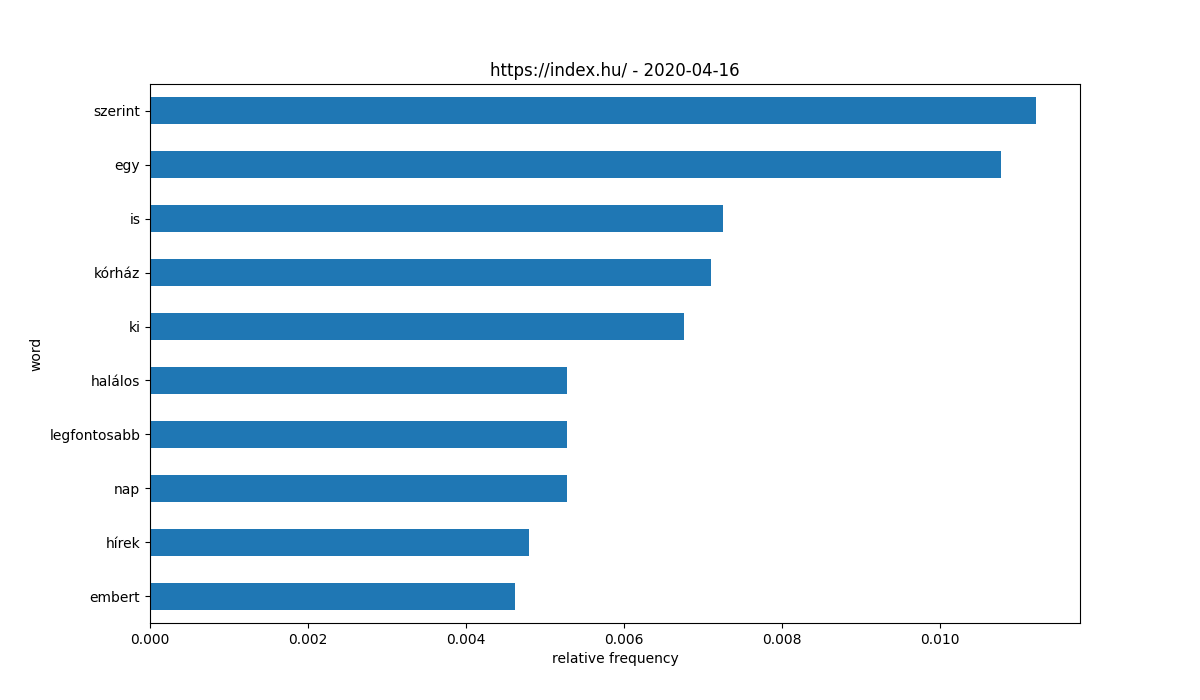 https://index.hu/ - 2020-04-16
szerint
egy
is
kórház
ki
halálos
legfontosabb
nap
hírek
embert
word
0.000 0.002 0.004 0.006 0.008 0.010
relative frequency